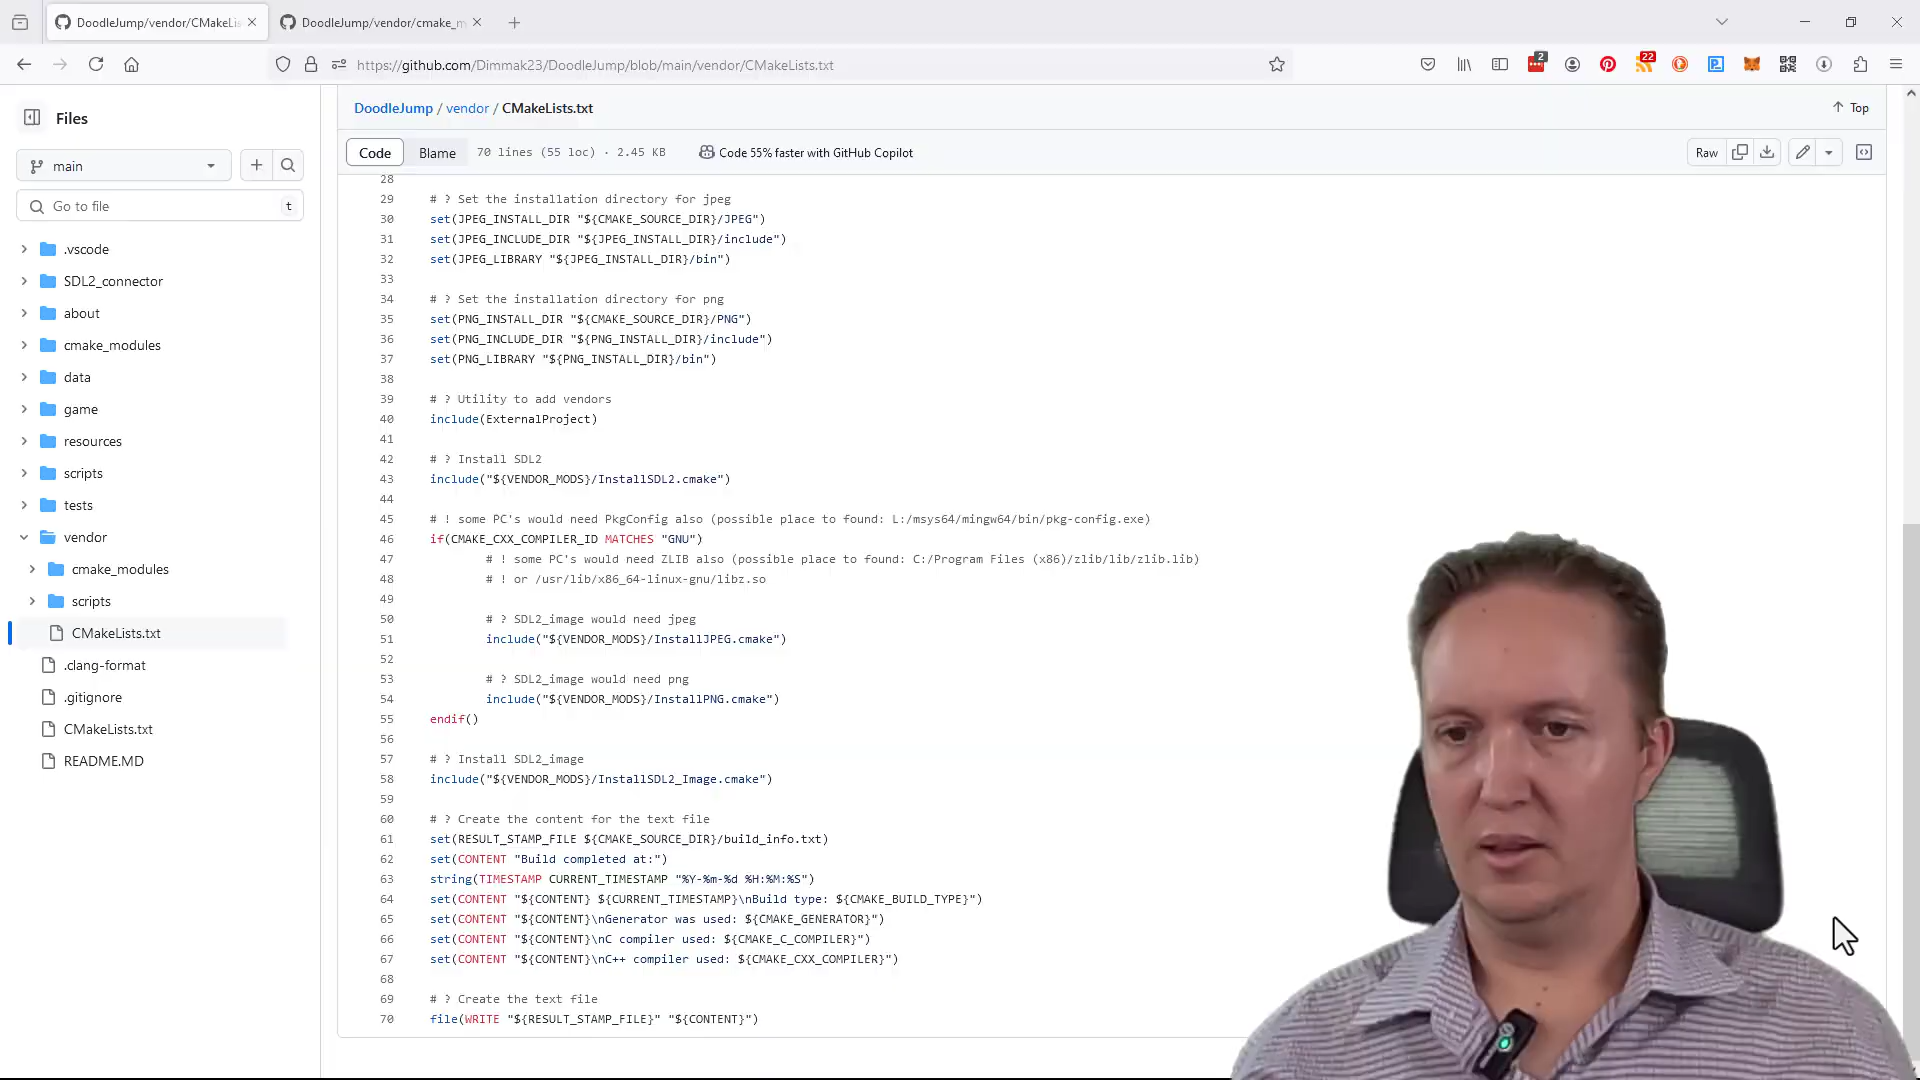 DoodleJump/vendor/CMakeLis
DoodleJump/vendor/cmake_m
https://github.com/Dimmak23/DoodleJump/blob/main/vendor/CMakeLists.txt
2
22
Files
DoodleJump / vendor / CMakeLists.txt
Top
main
Code
Blame
70 lines (55 loc) · 2.45 KB
Code 55% faster with GitHub Copilot
Raw
Go to file
t
.vscode
SDL2_connector
about
cmake_modules
data
game
resources
scripts
tests
vendor
cmake_modules
scripts
CMakeLists.txt
.clang-format
.gitignore
CMakeLists.txt
README.MD
28
29 # ? Set the installation directory for jpeg
30 set(JPEG_INSTALL_DIR "${CMAKE_SOURCE_DIR}/JPEG")
31 set(JPEG_INCLUDE_DIR "${JPEG_INSTALL_DIR}/include")
32 set(JPEG_LIBRARY "${JPEG_INSTALL_DIR}/bin")
33
34 # ? Set the installation directory for png
35 set(PNG_INSTALL_DIR "${CMAKE_SOURCE_DIR}/PNG")
36 set(PNG_INCLUDE_DIR "${PNG_INSTALL_DIR}/include")
37 set(PNG_LIBRARY "${PNG_INSTALL_DIR}/bin")
38
39 # ? Utility to add vendors
40 include(ExternalProject)
41
42 # ? Install SDL2
43 include("${VENDOR_MODS}/InstallSDL2.cmake")
44
45 # ! some PC's would need PkgConfig also (possible place to found: L:/msys64/mingw64/bin/pkg-config.exe)
46 if(CMAKE_CXX_COMPILER_ID MATCHES "GNU")
47 # ! some PC's would need ZLIB also (possible place to found: C:/Program Files (x86)/zlib/lib/zlib.lib)
48 # ! or /usr/lib/x86_64-linux-gnu/libz.so
49
50 # ? SDL2_image would need jpeg
51 include("${VENDOR_MODS}/InstallJPEG.cmake")
52
53 # ? SDL2_image would need png
54 include("${VENDOR_MODS}/InstallPNG.cmake")
55 endif()
56
57 # ? Install SDL2_image
58 include("${VENDOR_MODS}/InstallSDL2_Image.cmake")
59
60 # ? Create the content for the text file
61 set(RESULT_STAMP_FILE ${CMAKE_SOURCE_DIR}/build_info.txt)
62 set(CONTENT "Build completed at:")
63 string(TIMESTAMP CURRENT_TIMESTAMP "%Y-%m-%d %H:%M:%S")
64 set(CONTENT "${CONTENT} ${CURRENT_TIMESTAMP}\nBuild type: ${CMAKE_BUILD_TYPE}")
65 set(CONTENT "${CONTENT}\nGenerator was used: ${CMAKE_GENERATOR}")
66 set(CONTENT "${CONTENT}\nC compiler used: ${CMAKE_C_COMPILER}")
67 set(CONTENT "${CONTENT}\nC++ compiler used: ${CMAKE_CXX_COMPILER}")
68
69 # ? Create the text file
70 file(WRITE "${RESULT_STAMP_FILE}" "${CONTENT}")